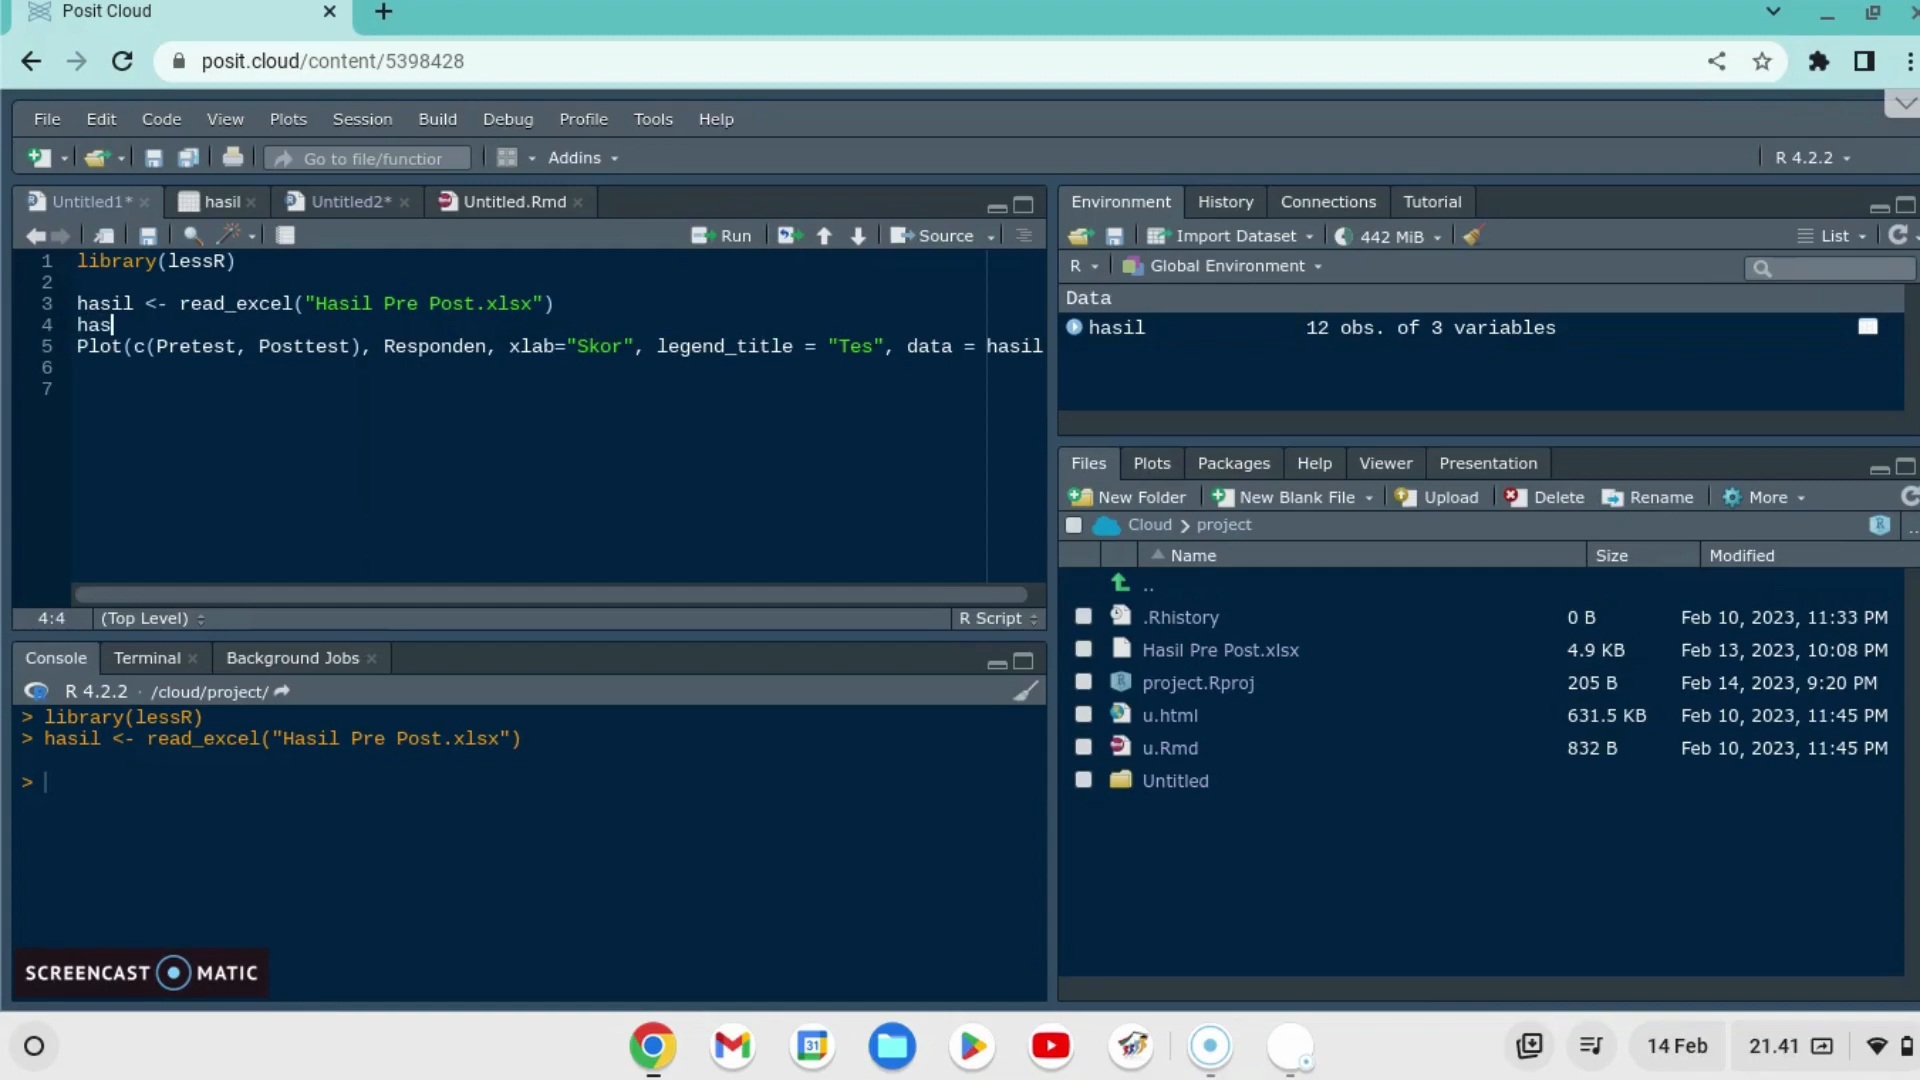 Posit Cloud
posit.cloud/content/5398428
File Edit Code View Plots Session Build Debug Profile Tools Help
Go to file/function Addins R 4.2.2
Untitled1* hasil Untitled2* Untitled.Rmd
Run Source
1 library(lessR)
2
3 hasil <- read_excel("Hasil Pre Post.xlsx")
4 has
5 Plot(c(Pretest, Posttest), Responden, xlab="Skor", legend_title = "Tes", data = hasil
6
7
4:4 (Top Level) R Script
Console Terminal Background Jobs
R 4.2.2 · /cloud/project/
> library(lessR)
> hasil <- read_excel("Hasil Pre Post.xlsx")
>
SCREENCAST MATIC
Environment History Connections Tutorial
Import Dataset 442 MiB List
R Global Environment
Data
hasil 12 obs. of 3 variables
Files Plots Packages Help Viewer Presentation
New Folder New Blank File Upload Delete Rename More
Cloud > project
Name Size Modified
..
.Rhistory 0 B Feb 10, 2023, 11:33 PM
Hasil Pre Post.xlsx 4.9 KB Feb 13, 2023, 10:08 PM
project.Rproj 205 B Feb 14, 2023, 9:20 PM
u.html 631.5 KB Feb 10, 2023, 11:45 PM
u.Rmd 832 B Feb 10, 2023, 11:45 PM
Untitled
31
14 Feb 21.41